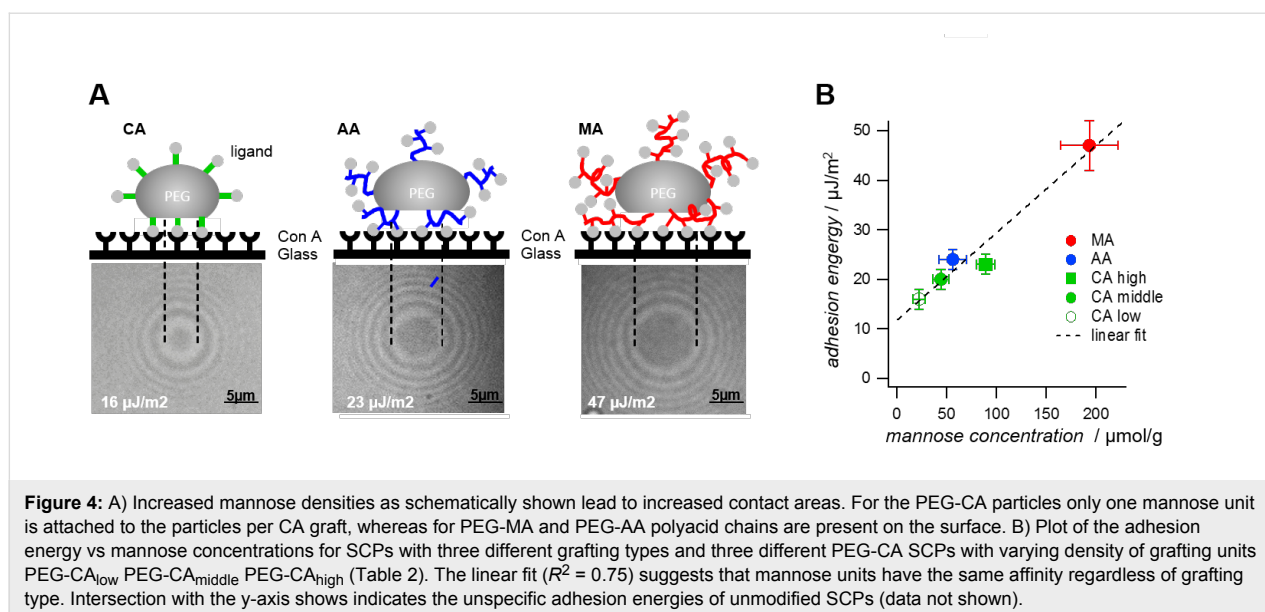 A
CA
ligand
PEG
AA
PEG
MA
PEG
Con A
Glass
Con A
Glass
16 µJ/m2
5µm
23 µJ/m2
5µm
47 µJ/m2
5µm
B
adhesion engergy / µJ/m²
50
40
30
20
10
0
MA
AA
CA high
CA middle
CA low
linear fit
0 50 100 150 200
mannose concentration / µmol/g
Figure 4: A) Increased mannose densities as schematically shown lead to increased contact areas. For the PEG-CA particles only one mannose unit
is attached to the particles per CA graft, whereas for PEG-MA and PEG-AA polyacid chains are present on the surface. B) Plot of the adhesion
energy vs mannose concentrations for SCPs with three different grafting types and three different PEG-CA SCPs with varying density of grafting units
PEG-CAlow PEG-CAmiddle PEG-CAhigh (Table 2). The linear fit (R² = 0.75) suggests that mannose units have the same affinity regardless of grafting
type. Intersection with the y-axis shows indicates the unspecific adhesion energies of unmodified SCPs (data not shown).